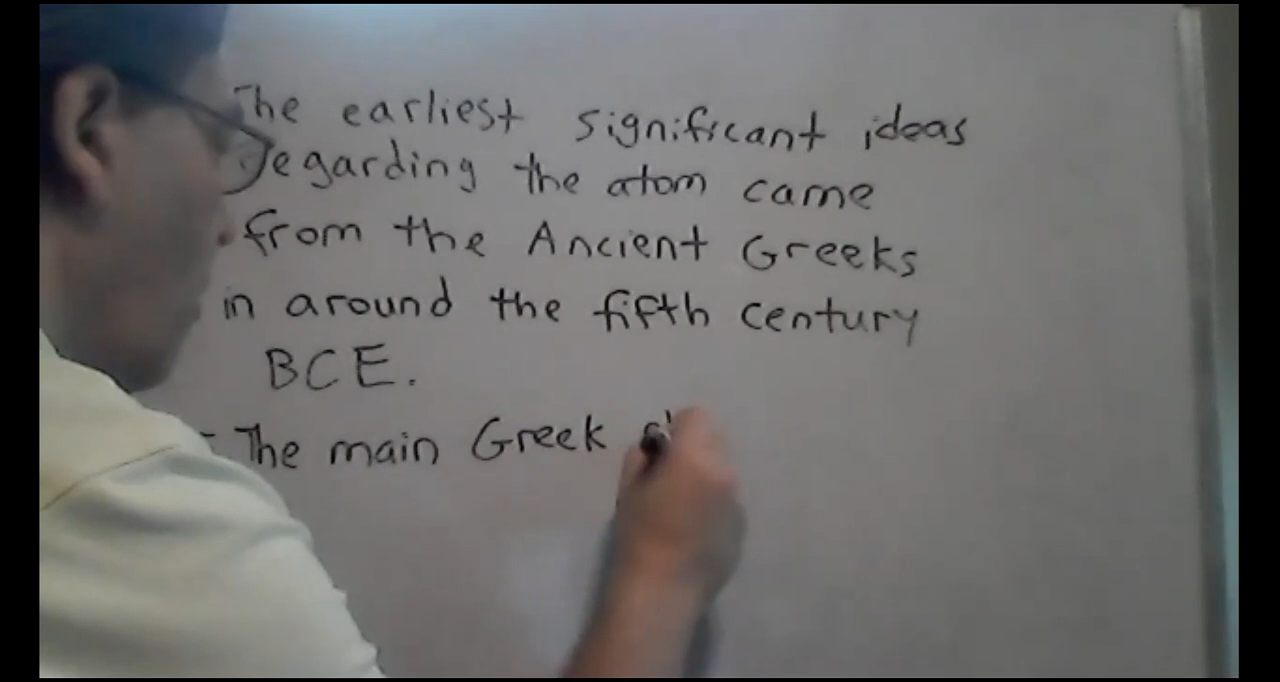 The earliest significant ideas
regarding the atom came
from the Ancient Greeks
in around the fifth century
BCE.
- The main Greek